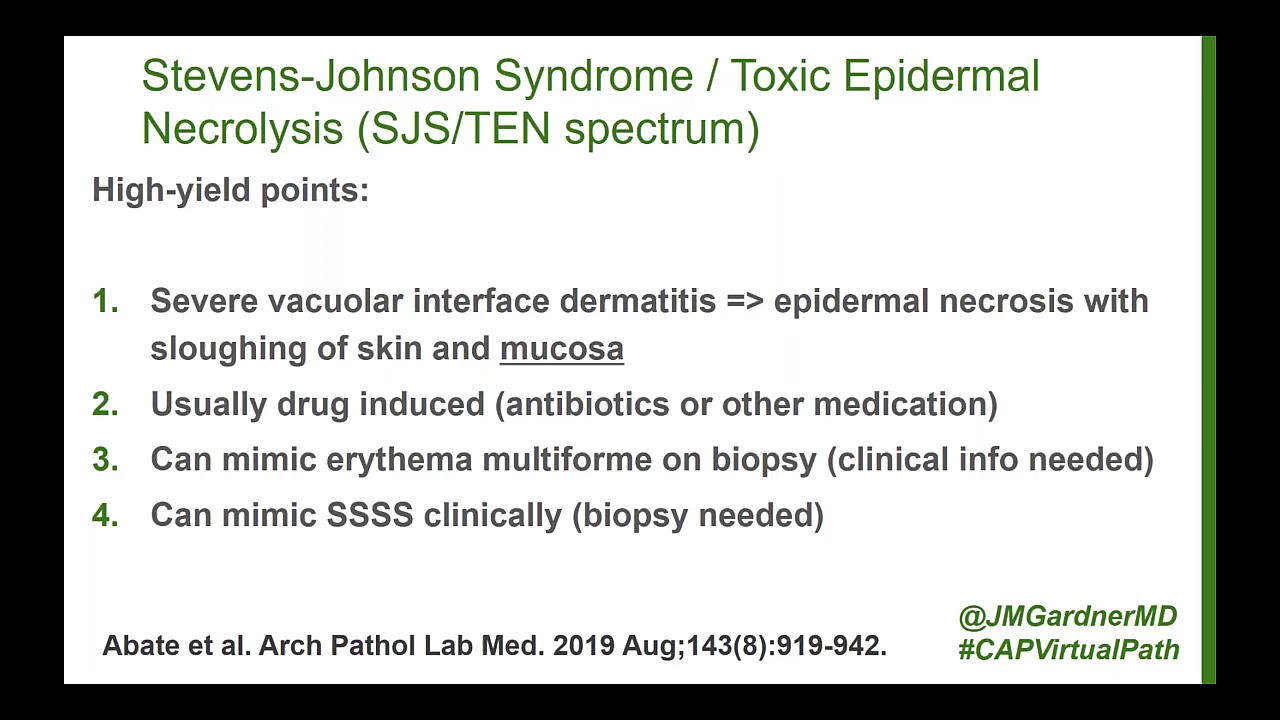 Stevens-Johnson Syndrome / Toxic Epidermal
Necrolysis (SJS/TEN spectrum)
High-yield points:
1. Severe vacuolar interface dermatitis => epidermal necrosis with
sloughing of skin and mucosa
2. Usually drug induced (antibiotics or other medication)
3. Can mimic erythema multiforme on biopsy (clinical info needed)
4. Can mimic SSSS clinically (biopsy needed)
Abate et al. Arch Pathol Lab Med. 2019 Aug;143(8):919-942.
@JMGardnerMD
#CAPVirtualPath